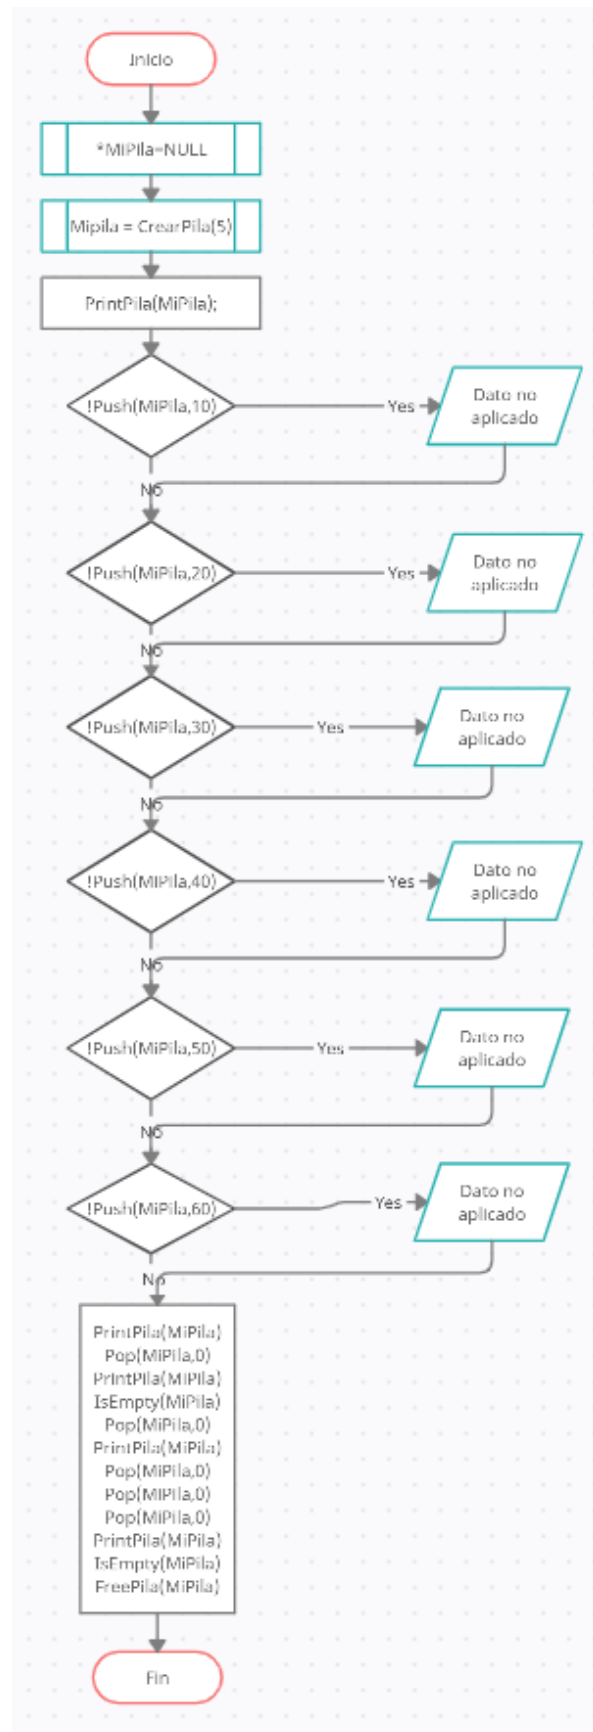 Inicio
*MiPila=NULL
Mipila = CrearPila(5)
PrintPila(MiPila);
!Push(MiPila,10)
Yes
Dato no
aplicado
No
!Push(MiPila,20)
Yes
Dato no
aplicado
No
!Push(MiPila,30)
Yes
Dato no
aplicado
No
!Push(MiPila,40)
Yes
Dato no
aplicado
No
!Push(MiPila,50)
Yes
Dato no
aplicado
No
!Push(MiPila,60)
Yes
Dato no
aplicado
No
PrintPila(MiPila)
Pop(MiPila,0)
PrintPila(MiPila)
IsEmpty(MiPila)
Pop(MiPila,0)
PrintPila(MiPila)
Pop(MiPila,0)
Pop(MiPila,0)
Pop(MiPila,0)
PrintPila(MiPila)
IsEmpty(MiPila)
FreePila(MiPila)
Fin